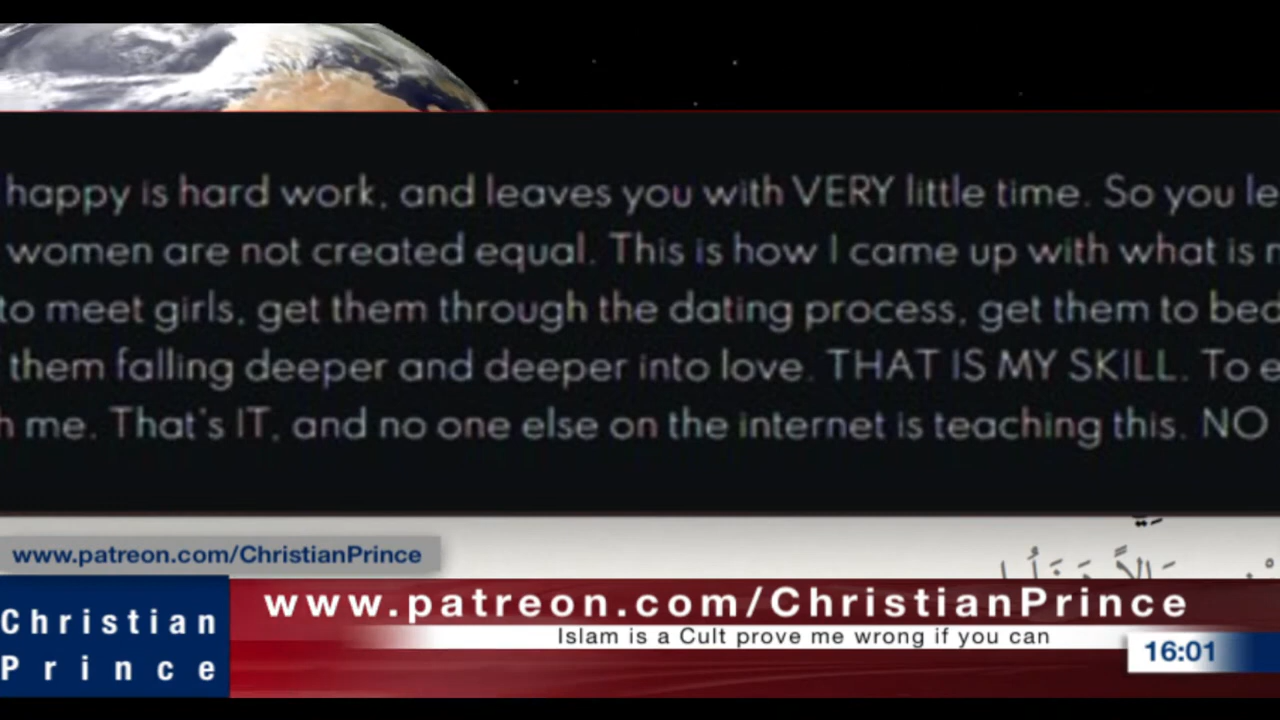 happy is hard work, and leaves you with VERY little time. So you le
women are not created equal. This is how I came up with what is
to meet girls, get them through the dating process, get them to bed
them falling deeper and deeper into love. THAT IS MY SKILL. To e
h me. That's IT, and no one else on the internet is teaching this. NO
www.patreon.com/ChristianPrince
www.patreon.com/ChristianPrince
Christian
Prince
Islam is a Cult prove me wrong if you can
16:01